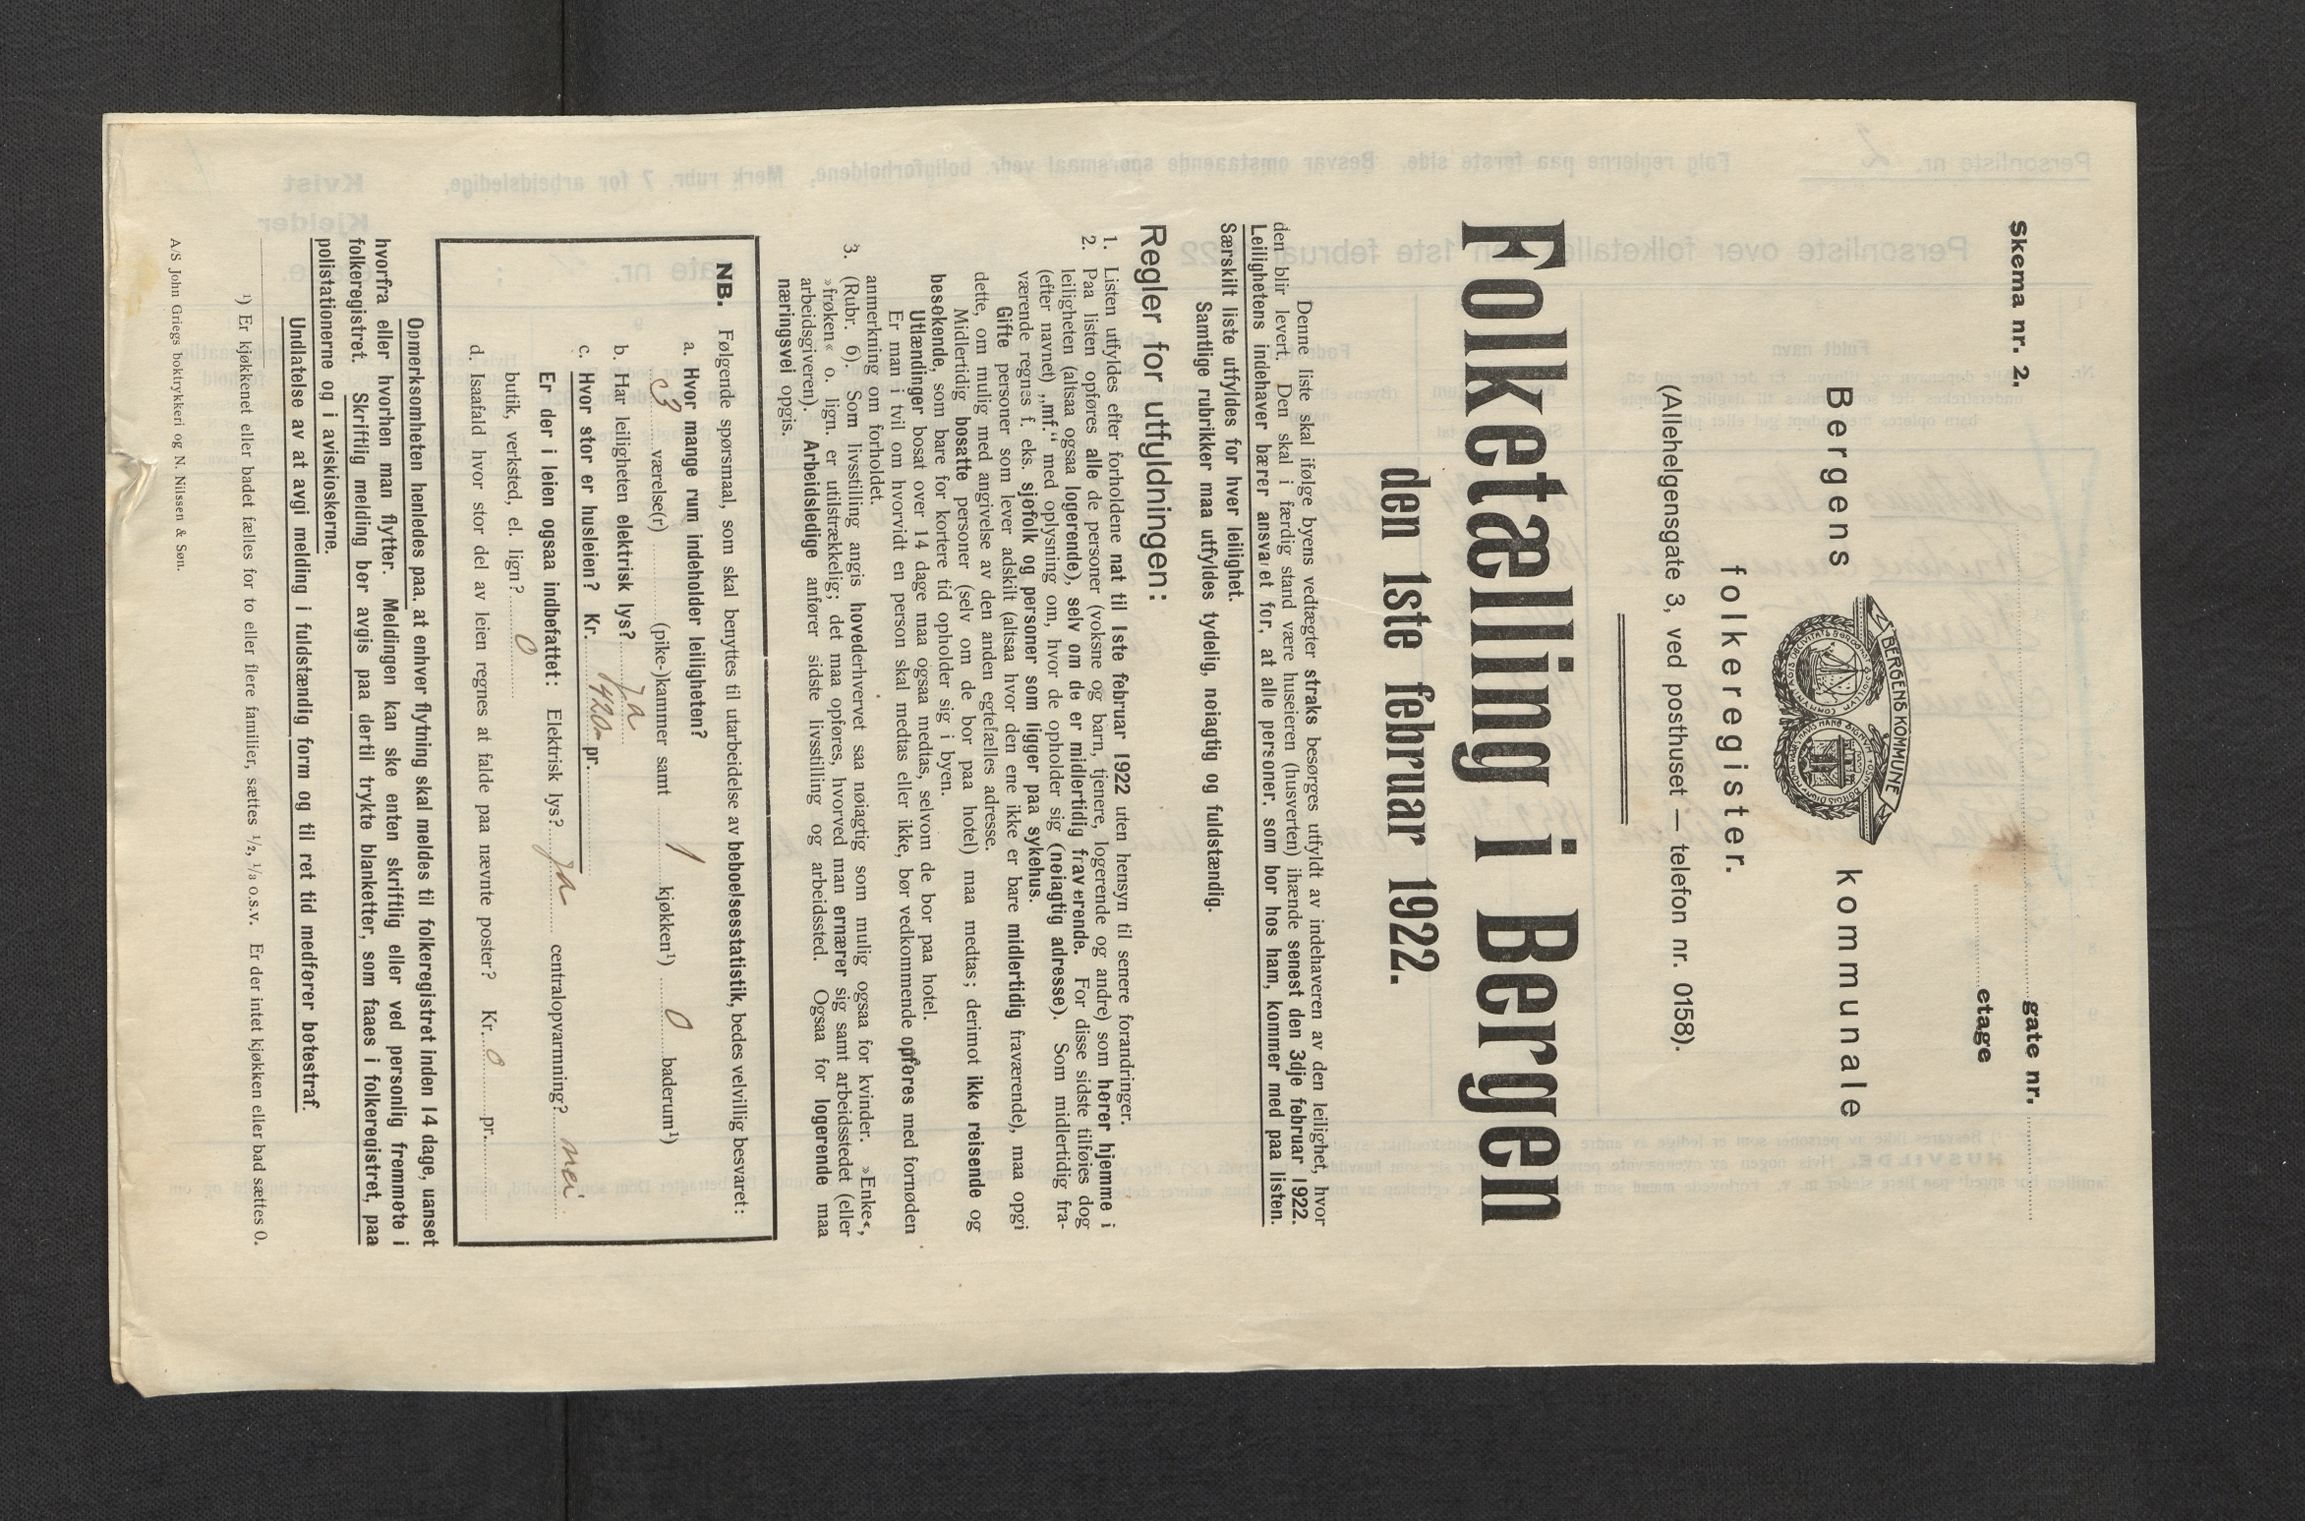 Skema nr. 2.
gate nr.
etage
Bergens kommunale
BERGENS KOMMUNE
folkeregister.
(Allehelgensgate 3, ved posthuset — telefon nr. 0158).
Folketælling i Bergen
den 1ste februar 1922.
Denne liste skal ifølge byens vedtægter straks besørges utfyldt av indehaveren av den leilighet, hvor
den blir levert. Den skal i færdig stand være huseieren (husverten) ihænde senest den 3dje februar 1922.
Leilighetens indehaver bærer ansvaret for, at alle personer, som bor hos ham, kommer med paa listen.
Særskilt liste utfyldes for hver leilighet.
Samtlige rubrikker maa utfyldes tydelig, nøiagtig og fuldstændig.
Regler for utfyldningen:
1. Listen utfyldes efter forholdene nat til 1ste februar 1922 uten hensyn til senere forandringer.
2. Paa listen opføres alle de personer (voksne og barn, tjenere, logerende og andre) som hører hjemme i
leiligheten (altsaa ogsaa logerende), selv om de er midlertidig fraværende. For disse sidste tilføies dog
(efter navnet) „mf.“ med oplysning om, hvor de opholder sig (nøiagtig adresse). Som midlertidig fra-
værende regnes f. eks. sjøfolk og personer som ligger paa sykehus.
Gifte personer som lever adskilt (altsaa hvor den ene ikke er bare midlertidig fraværende), maa opgi
dette, om mulig med angivelse av den anden egtefælles adresse.
Midlertidig bosatte personer (selv om de bor paa hotel) maa medtas; derimot ikke reisende og
besøkende, som bare for kortere tid opholder sig i byen.
Utlændinger bosat over 14 dage maa ogsaa medtas, selvom de bor paa hotel.
Er man i tvil om hvorvidt en person skal medtas eller ikke, bør vedkommende opføres med fornøden
anmerkning om forholdet.
3. (Rubr. 6) Som livsstilling angis hovederhvervet saa nøiagtig som mulig ogsaa for kvinder. »Enke«,
»frøken« o. lign. er utilstrækkelig; det maa opføres, hvorved man ernærer sig samt arbeidsstedet (eller
arbeidsgiveren). Arbeidsledige anfører sidste livsstilling og arbeidssted. Ogsaa for logerende maa
næringsvei opgis.
NB. Følgende spørsmaal, som skal benyttes til utarbeidelse av beboelsesstatistik, bedes velvillig besvaret:
a. Hvor mange rum indeholder leiligheten?
3 værelse(r) (pike-)kammer samt 1 kjøkken¹) 0 baderum¹)
b. Har leiligheten elektrisk lys? Ja
c. Hvor stor er husleien? Kr. pr.
Er der i leien ogsaa indbefattet: Elektrisk lys? Ja centralopvarmning? nei
butik, verksted, el. lign? 0
d. Isaafald hvor stor del av leien regnes at falde paa nævnte poster? Kr. 0 pr.
Opmerksomheten henledes paa, at enhver flytning skal meldes til folkeregistret inden 14 dage, uanset
hvorfra eller hvorhen man flytter. Meldingen kan ske enten skriftlig eller ved personlig fremmøte i
folkeregistret. Skriftlig melding bør avgis paa dertil trykte blanketter, som faaes i folkeregistret, paa
polistationerne og i aviskioskerne.
Undlatelse av at avgi melding i fuldstændig form og til ret tid medfører bøtestraf.
¹) Er kjøkkenet eller badet fælles for to eller flere familier, sættes ¹/₂, ¹/₃ o.s.v. Er der intet kjøkken eller bad sættes 0.
A/S John Griegs boktrykkeri og N. Nilssen & Søn.